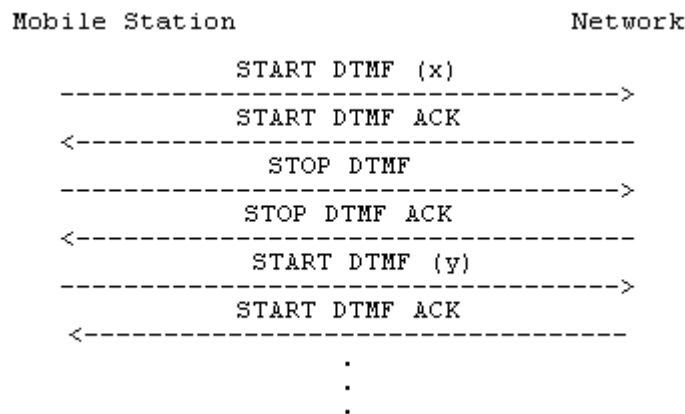 Mobile Station Network
START DTMF (x)
----------------------------------->
START DTMF ACK
<-----------------------------------
STOP DTMF
----------------------------------->
STOP DTMF ACK
<-----------------------------------
START DTMF (y)
----------------------------------->
START DTMF ACK
<----------------------------------
.
.
.